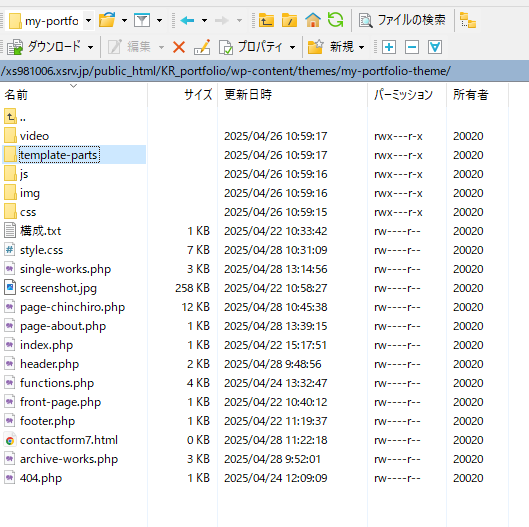 my-portfo
ファイルの検索
ダウンロード 編集 プロパティ 新規
/xs981006.xsrv.jp/public_html/KR_portfolio/wp-content/themes/my-portfolio-theme/
名前 サイズ 更新日時 パーミッション 所有者
..
video 2025/04/26 10:59:17 rwx---r-x 20020
template-parts 2025/04/26 10:59:17 rwx---r-x 20020
js 2025/04/26 10:59:16 rwx---r-x 20020
img 2025/04/26 10:59:16 rwx---r-x 20020
css 2025/04/26 10:59:15 rwx---r-x 20020
構成.txt 1 KB 2025/04/22 10:33:42 rw----r-- 20020
style.css 7 KB 2025/04/28 10:31:09 rw----r-- 20020
single-works.php 3 KB 2025/04/28 13:14:56 rw----r-- 20020
screenshot.jpg 258 KB 2025/04/22 10:58:27 rw----r-- 20020
page-chinchiro.php 12 KB 2025/04/28 10:45:38 rw----r-- 20020
page-about.php 1 KB 2025/04/28 13:39:15 rw----r-- 20020
index.php 1 KB 2025/04/22 15:17:51 rw----r-- 20020
header.php 2 KB 2025/04/28 9:48:56 rw----r-- 20020
functions.php 4 KB 2025/04/24 13:32:47 rw----r-- 20020
front-page.php 1 KB 2025/04/22 10:40:12 rw----r-- 20020
footer.php 1 KB 2025/04/22 11:19:37 rw----r-- 20020
contactform7.html 0 KB 2025/04/28 11:22:18 rw----r-- 20020
archive-works.php 3 KB 2025/04/28 9:52:01 rw----r-- 20020
404.php 1 KB 2025/04/24 12:09:09 rw----r-- 20020